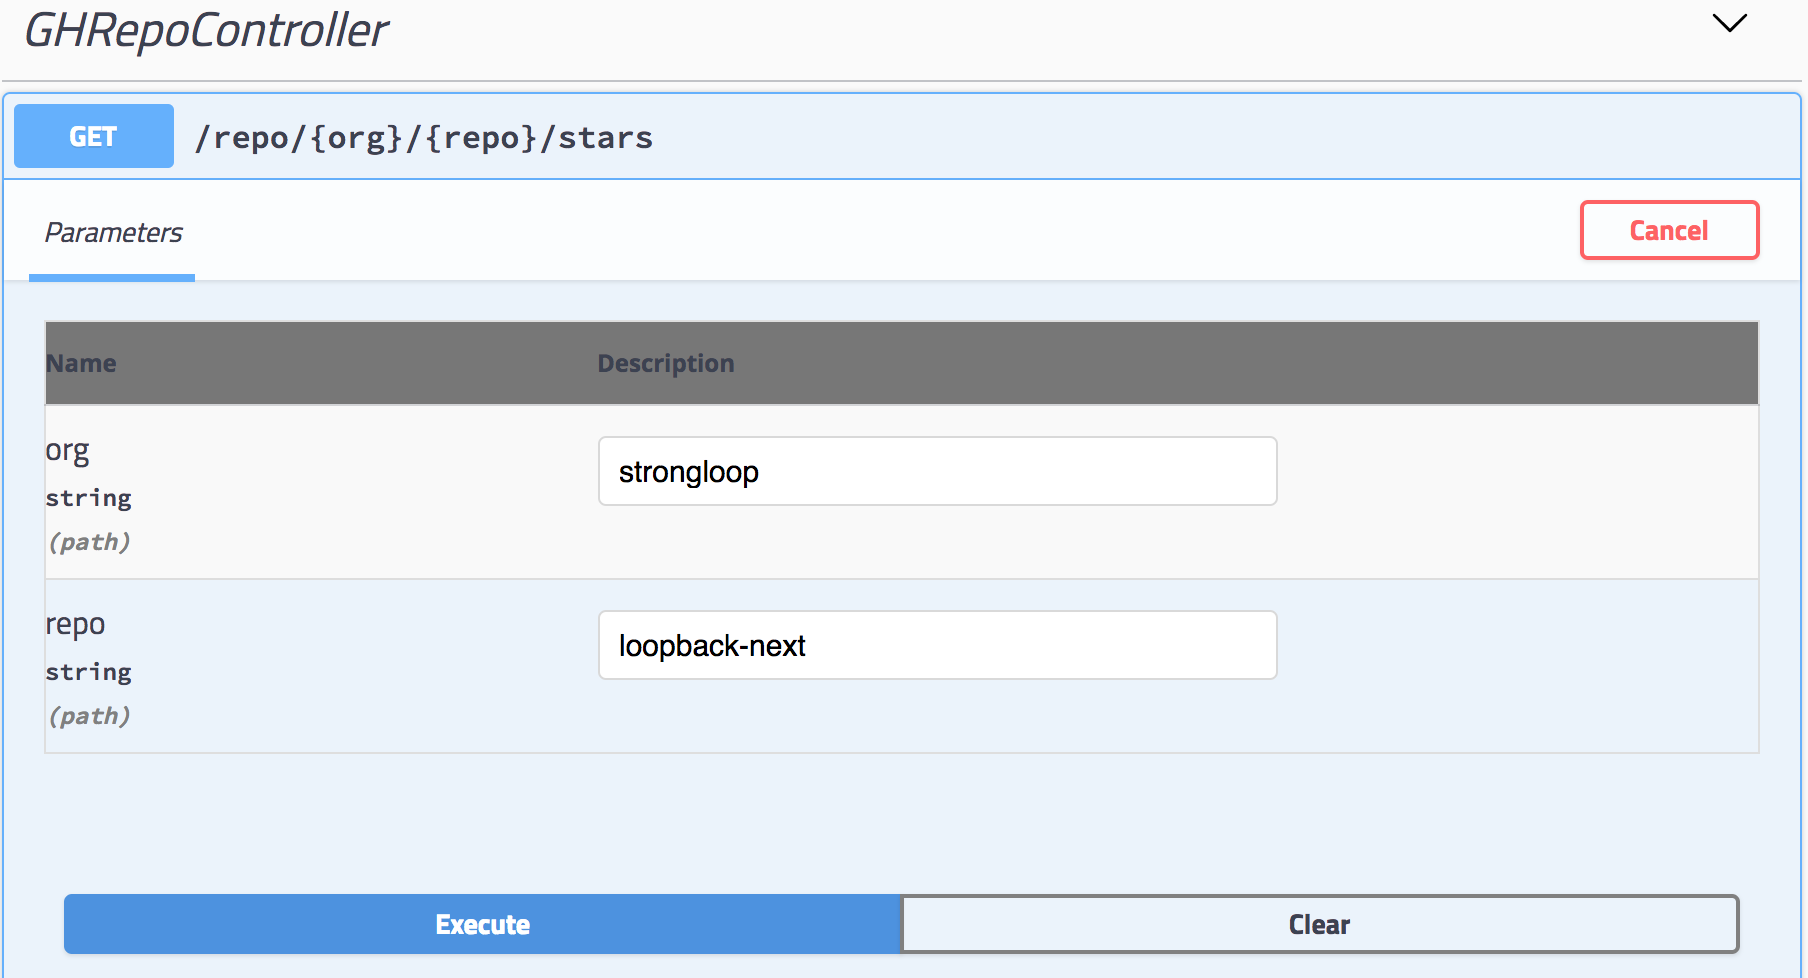 GHRepoController
GET /repo/{org}/{repo}/stars
Parameters
Cancel
Name Description
org
string
(path)
strongloop
repo
string
(path)
loopback-next
Execute Clear